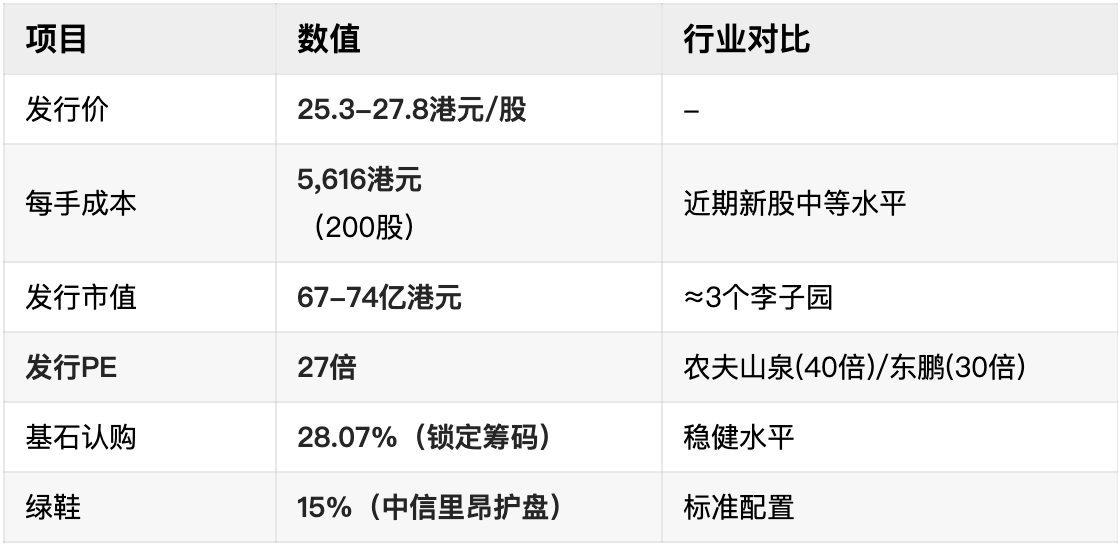 项目 数值 行业对比
发行价 25.3–27.8港元/股 –
每手成本 5,616港元 近期新股中等水平
（200股）
发行市值 67–74亿港元 ≈3个李子园
发行PE 27倍 农夫山泉(40倍)/东鹏(30倍)
基石认购 28.07%（锁定筹码） 稳健水平
绿鞋 15%（中信里昂护盘） 标准配置